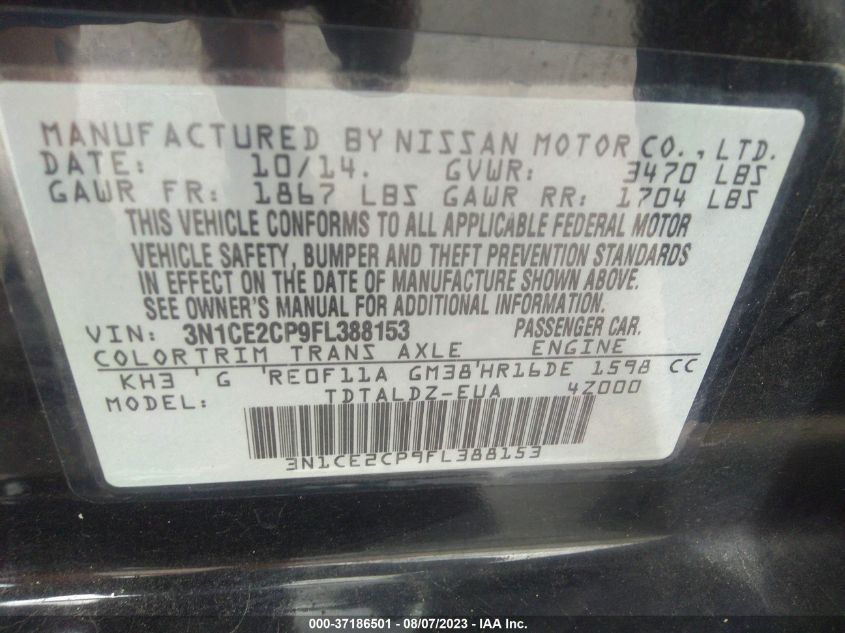 MANUFACTURED BY NISSAN MOTOR CO., LTD.
DATE: 10/14. GVWR: 3470 LBS
GAWR FR: 1867 LBS GAWR RR: 1704 LBS
THIS VEHICLE CONFORMS TO ALL APPLICABLE FEDERAL MOTOR
VEHICLE SAFETY, BUMPER AND THEFT PREVENTION STANDARDS
IN EFFECT ON THE DATE OF MANUFACTURE SHOWN ABOVE.
SEE OWNER'S MANUAL FOR ADDITIONAL INFORMATION.
VIN: 3N1CE2CP9FL388153 PASSENGER CAR.
COLORTRIM TRANS AXLE ENGINE
KH3 ' G 'RE0F11A GM38'HR16DE 1598 CC
MODEL: TDTALDZ-EUA 4Z000
3N1CE2CP9FL388153
000-37186501 - 08/07/2023 - IAA Inc.